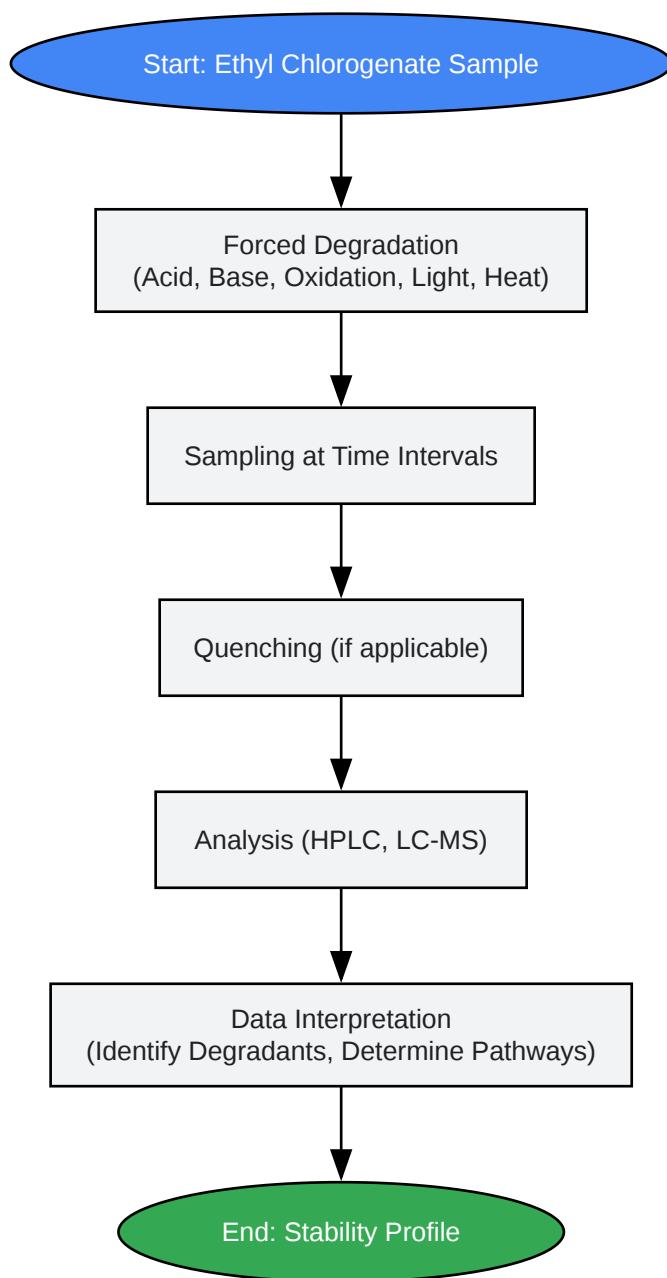 Start: Ethyl Chlorogenate Sample
Forced Degradation
(Acid, Base, Oxidation, Light, Heat)
Sampling at Time Intervals
Quenching (if applicable)
Analysis (HPLC, LC-MS)
Data Interpretation
(Identify Degradants, Determine Pathways)
End: Stability Profile